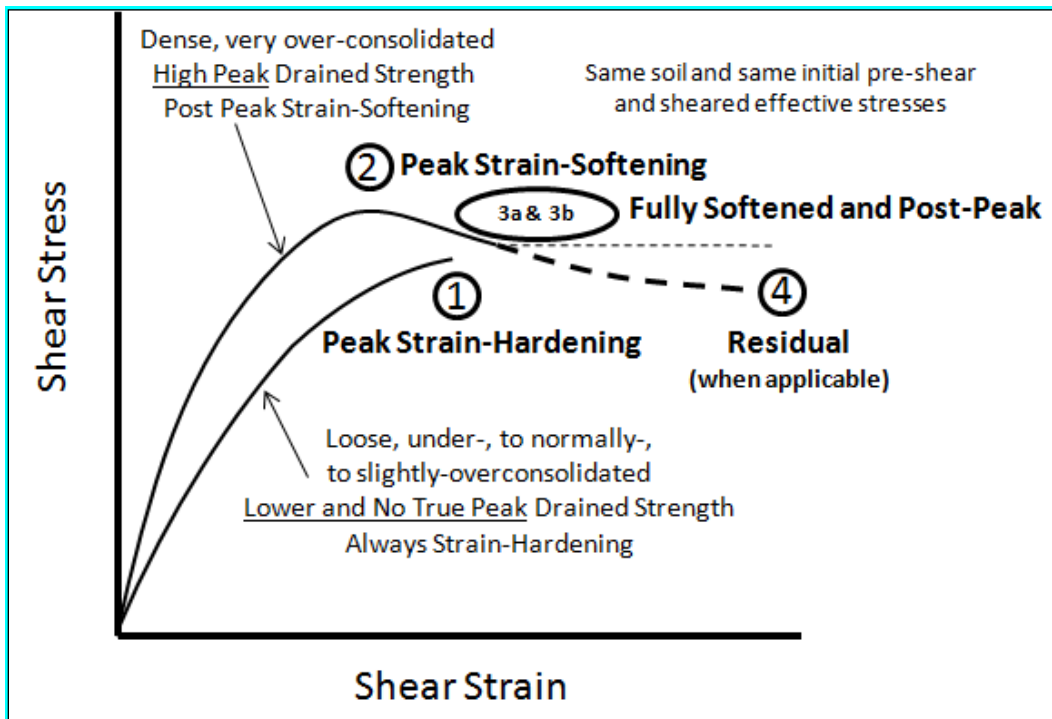 Dense, very over-consolidated
High Peak Drained Strength
Post Peak Strain-Softening
Same soil and same initial pre-shear
and sheared effective stresses
2 Peak Strain-Softening
3a & 3b
Fully Softened and Post-Peak
1
Peak Strain-Hardening
4
Residual
(when applicable)
Loose, under-, to normally-,
to slightly-overconsolidated
Lower and No True Peak Drained Strength
Always Strain-Hardening
Shear Stress
Shear Strain